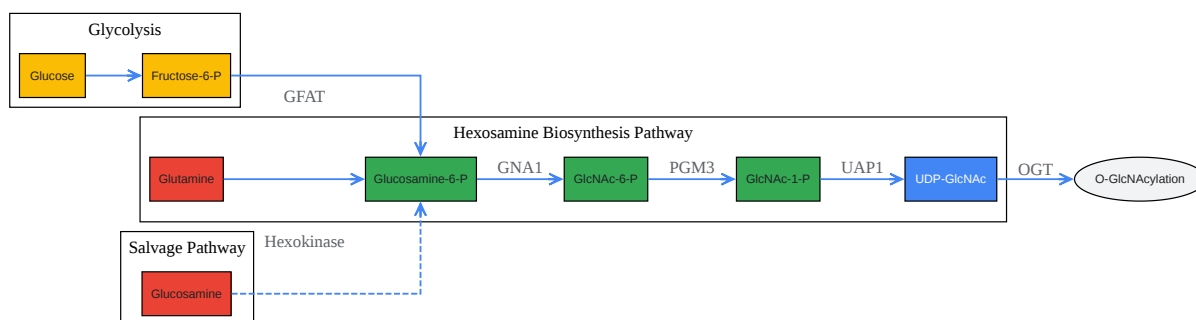 Glycolysis
Glucose
Fructose-6-P
GFAT
Hexosamine Biosynthesis Pathway
Glutamine
Glucosamine-6-P
GNA1
GlcNAc-6-P
PGM3
GlcNAc-1-P
UAP1
UDP-GlcNAc
OGT
O-GlcNAcylation
Salvage Pathway
Hexokinase
Glucosamine